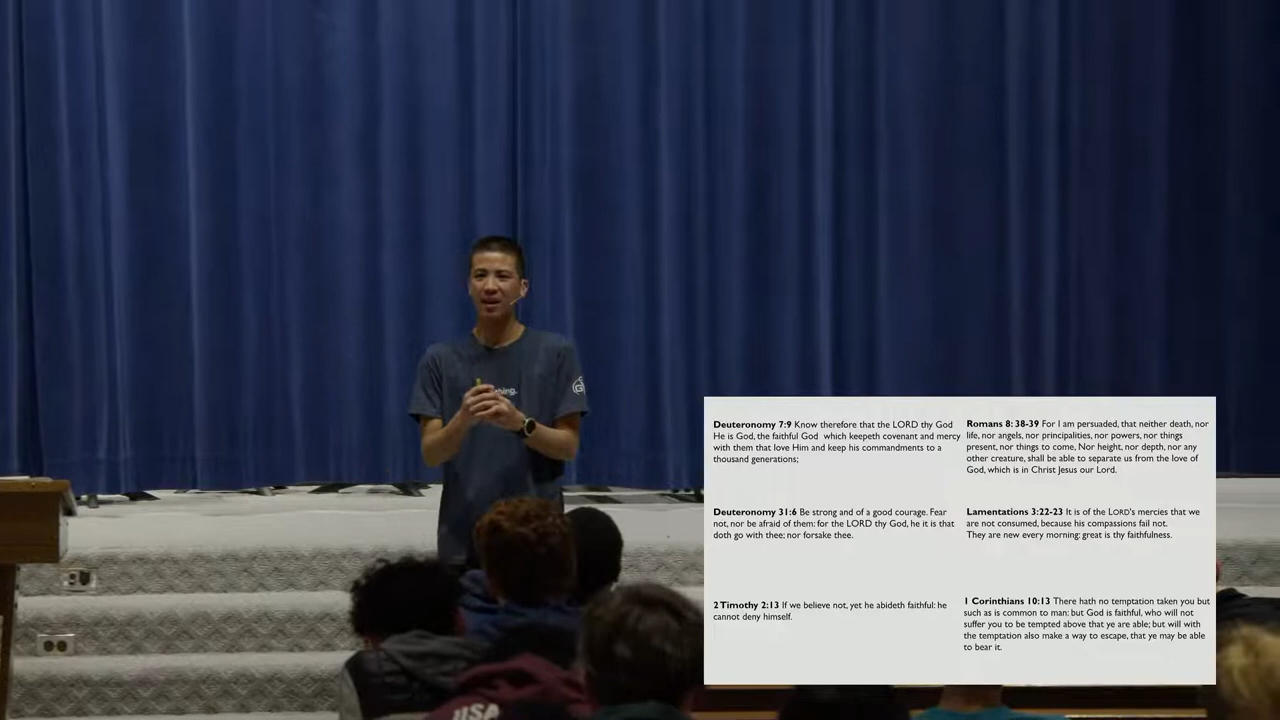 thing.
G
Deuteronomy 7:9 Know therefore that the LORD thy God
He is God, the faithful God which keepeth covenant and mercy
with them that love Him and keep his commandments to a
thousand generations;
Deuteronomy 31:6 Be strong and of a good courage. Fear
not, nor be afraid of them: for the LORD thy God, he it is that
doth go with thee; nor forsake thee.
2 Timothy 2:13 If we believe not, yet he abideth faithful: he
cannot deny himself.
Romans 8: 38-39 For I am persuaded, that neither death, nor
life, nor angels, nor principalities, nor powers, nor things
present, nor things to come, Nor height, nor depth, nor any
other creature, shall be able to separate us from the love of
God, which is in Christ Jesus our Lord.
Lamentations 3:22-23 It is of the LORD's mercies that we
are not consumed, because his compassions fail not.
They are new every morning: great is thy faithfulness.
1 Corinthians 10:13 There hath no temptation taken you but
such as is common to man: but God is faithful, who will not
suffer you to be tempted above that ye are able; but will with
the temptation also make a way to escape, that ye may be able
to bear it.
USA